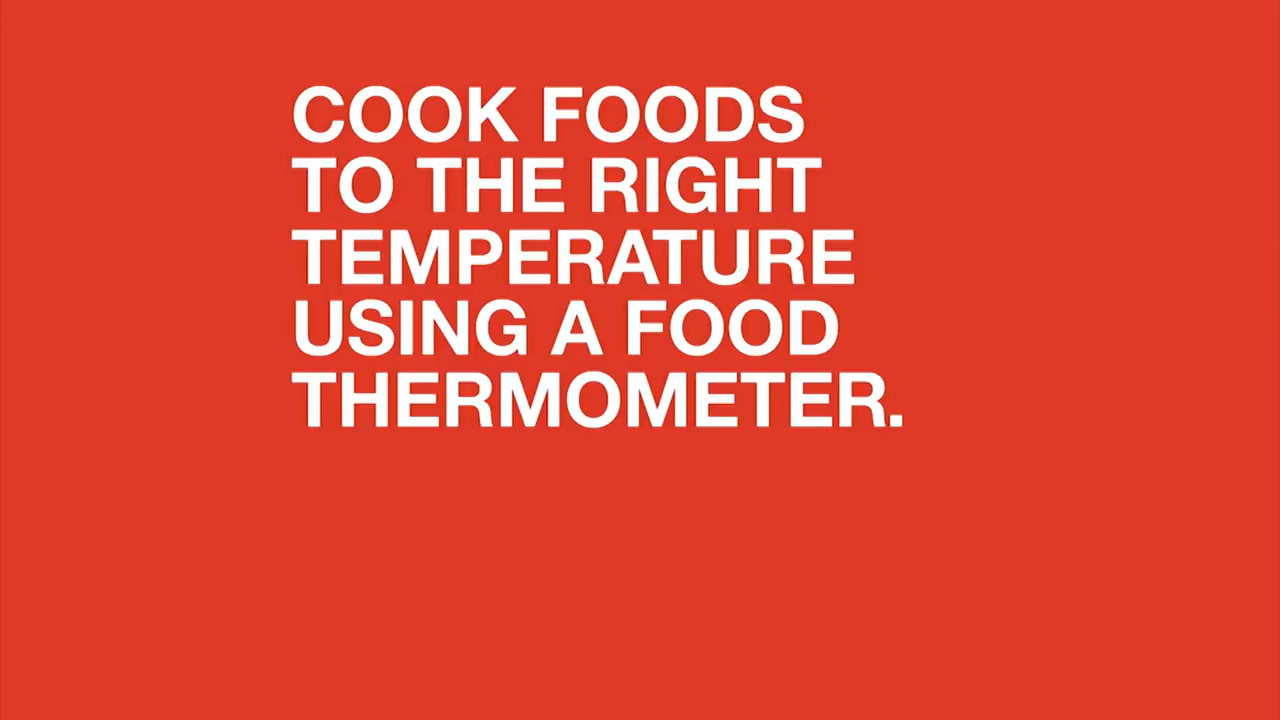 COOK FOODS
TO THE RIGHT
TEMPERATURE
USING A FOOD
THERMOMETER.